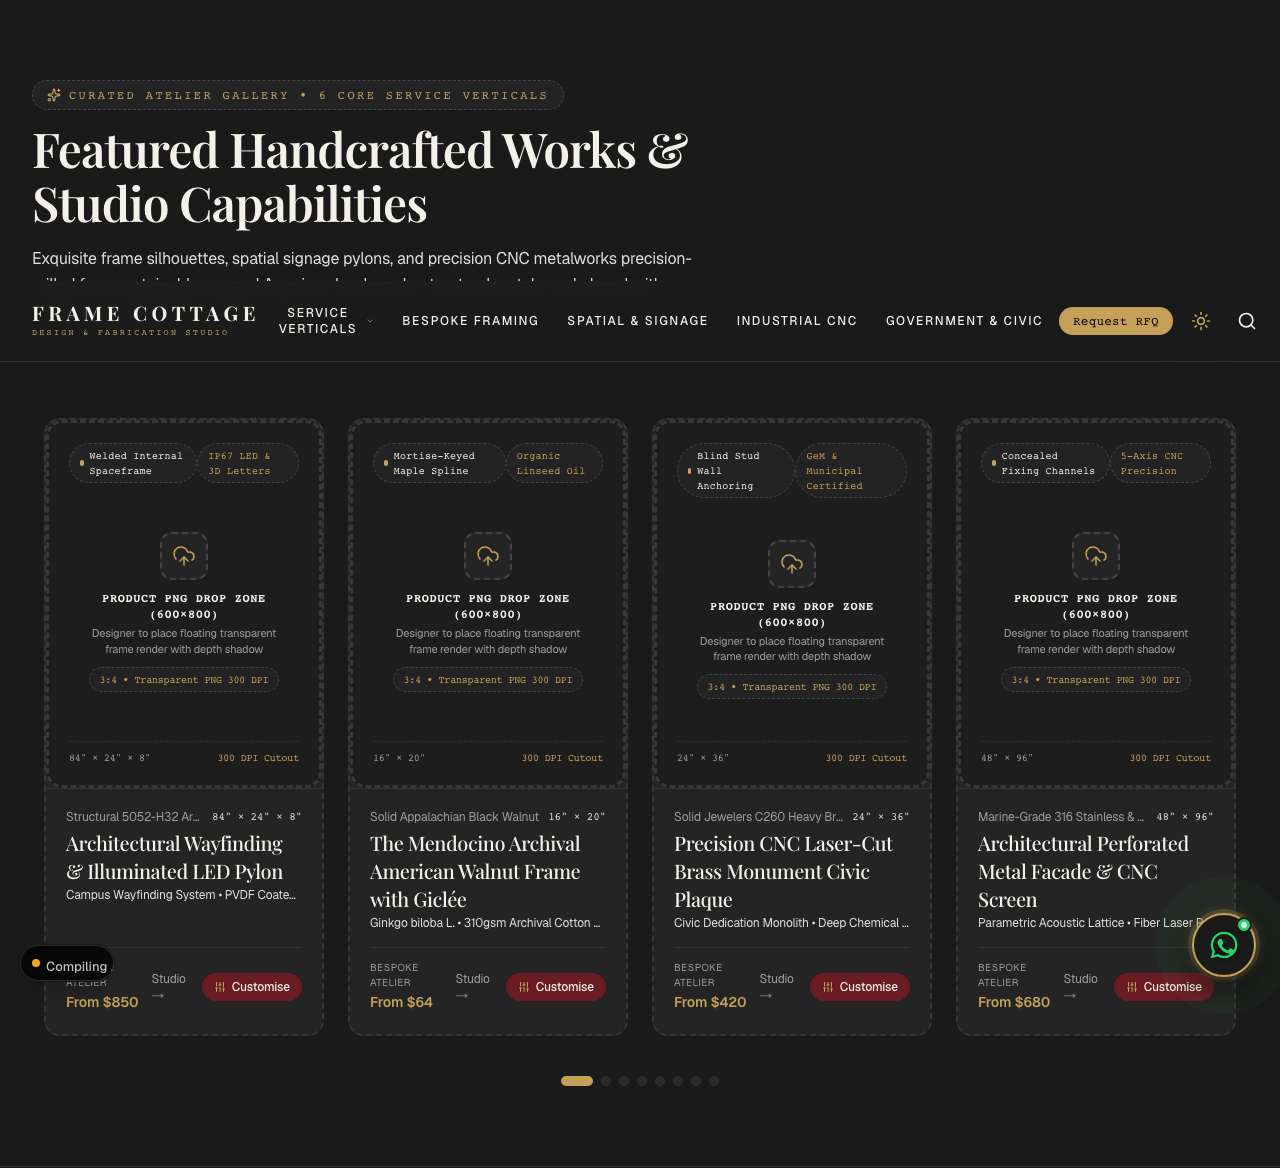 CURATED ATELIER GALLERY • 6 CORE SERVICE VERTICALS
Featured Handcrafted Works &
Studio Capabilities
Exquisite frame silhouettes, spatial signage pylons, and precision CNC metalworks precision-
FRAME COTTAGE
DESIGN & FABRICATION STUDIO
SERVICE
VERTICALS
BESPOKE FRAMING
SPATIAL & SIGNAGE
INDUSTRIAL CNC
GOVERNMENT & CIVIC
Request RFQ
Welded Internal
Spaceframe
IP67 LED &
3D Letters
PRODUCT PNG DROP ZONE
(600×800)
Designer to place floating transparent
frame render with depth shadow
3:4 • Transparent PNG 300 DPI
84" × 24" × 8"
300 DPI Cutout
Structural 5052-H32 Ar...
84" × 24" × 8"
Architectural Wayfinding
& Illuminated LED Pylon
Campus Wayfinding System • PVDF Coate...
ATELIER
From $850
Studio
→
Customise
Mortise-Keyed
Maple Spline
Organic
Linseed Oil
PRODUCT PNG DROP ZONE
(600×800)
Designer to place floating transparent
frame render with depth shadow
3:4 • Transparent PNG 300 DPI
16" × 20"
300 DPI Cutout
Solid Appalachian Black Walnut
16" × 20"
The Mendocino Archival
American Walnut Frame
with Giclée
Ginkgo biloba L. • 310gsm Archival Cotton ...
BESPOKE
ATELIER
From $64
Studio
→
Customise
Blind Stud
Wall
Anchoring
GeM &
Municipal
Certified
PRODUCT PNG DROP ZONE
(600×800)
Designer to place floating transparent
frame render with depth shadow
3:4 • Transparent PNG 300 DPI
24" × 36"
300 DPI Cutout
Solid Jewelers C260 Heavy Br...
24" × 36"
Precision CNC Laser-Cut
Brass Monument Civic
Plaque
Civic Dedication Monolith • Deep Chemical ...
BESPOKE
ATELIER
From $420
Studio
→
Customise
Concealed
Fixing Channels
5-Axis CNC
Precision
PRODUCT PNG DROP ZONE
(600×800)
Designer to place floating transparent
frame render with depth shadow
3:4 • Transparent PNG 300 DPI
48" × 96"
300 DPI Cutout
Marine-Grade 316 Stainless & ...
48" × 96"
Architectural Perforated
Metal Facade & CNC
Screen
Parametric Acoustic Lattice • Fiber Laser
BESPOKE
ATELIER
From $680
Studio
→
Customise
Compiling